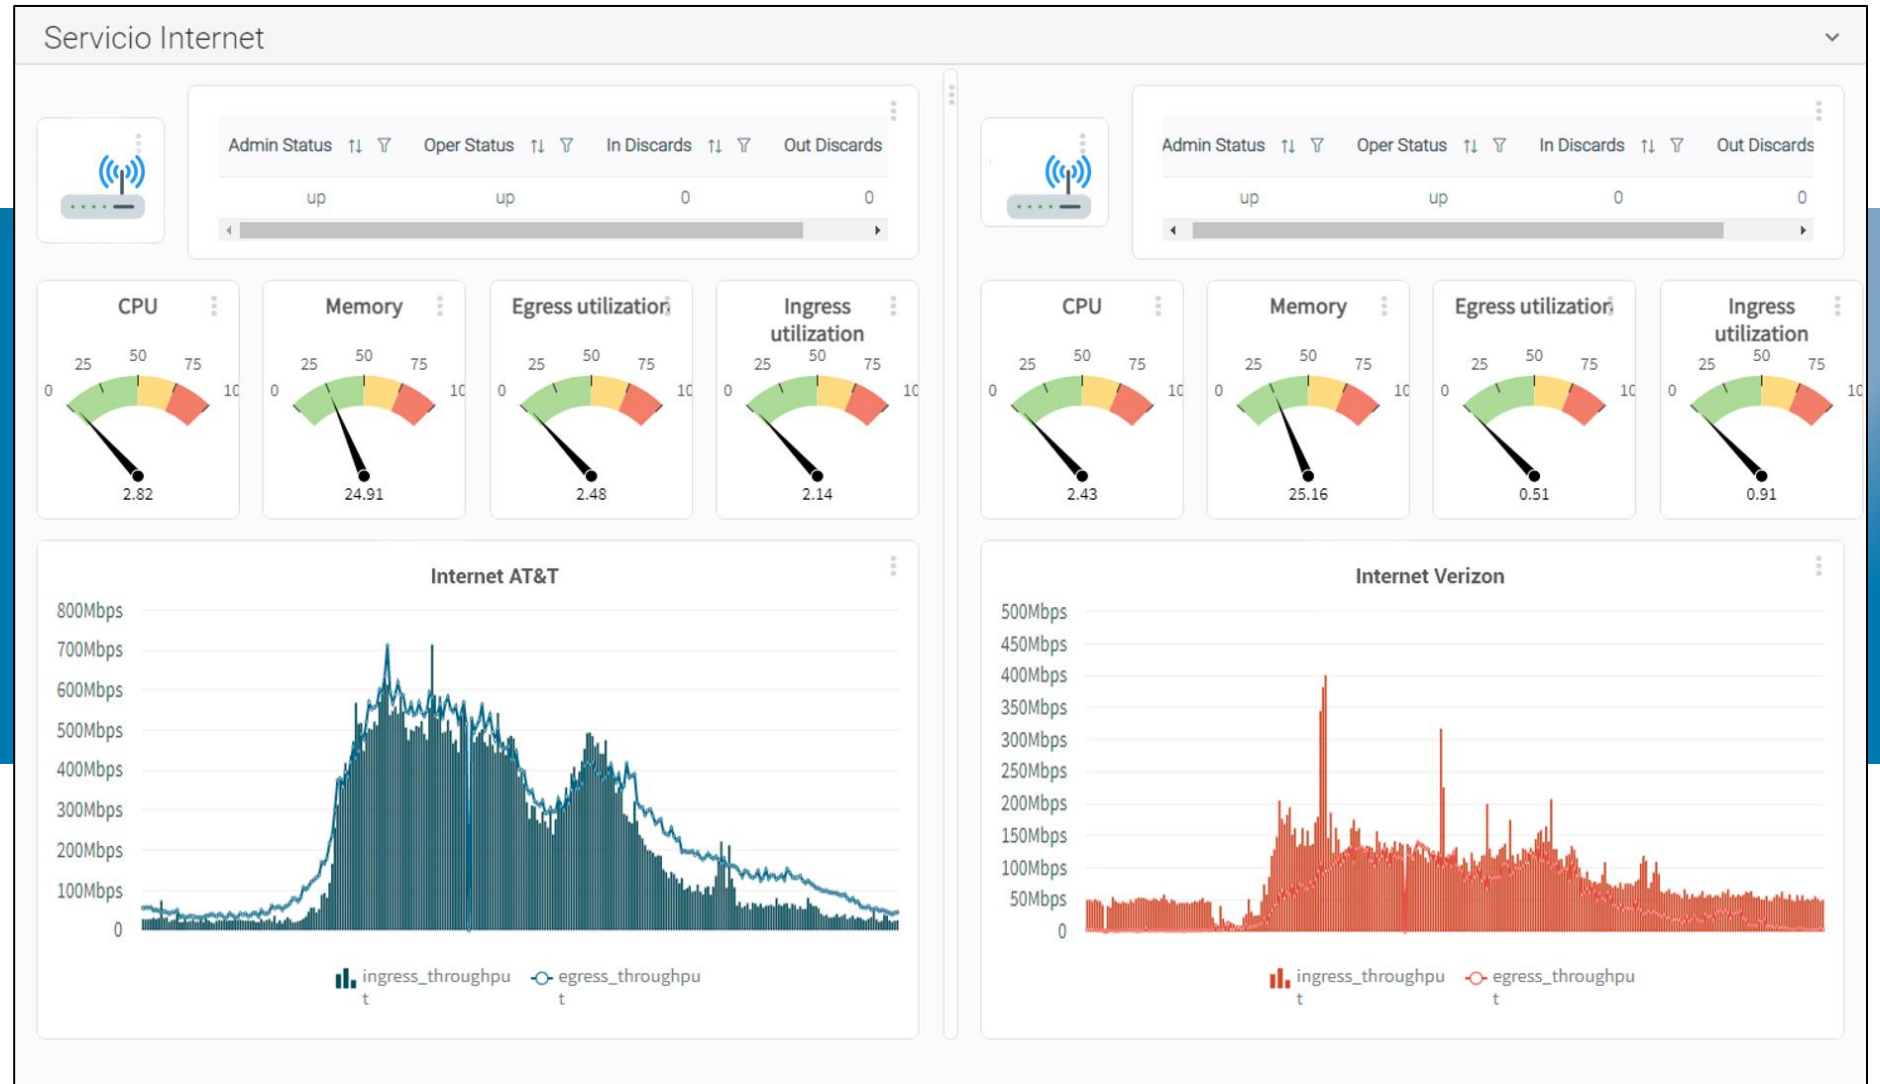 Servicio Internet
Admin Status Oper Status In Discards Out Discards
up up 0 0
Admin Status Oper Status In Discards Out Discards
up up 0 0
CPU
0 25 50 75 10
2.82
Memory
0 25 50 75 10
24.91
Egress utilization
0 25 50 75 10
2.48
Ingress
utilization
0 25 50 75 10
2.14
CPU
0 25 50 75 10
2.43
Memory
0 25 50 75 10
25.16
Egress utilization
0 25 50 75 10
0.51
Ingress
utilization
0 25 50 75 10
0.91
Internet AT&T
800Mbps
700Mbps
600Mbps
500Mbps
400Mbps
300Mbps
200Mbps
100Mbps
0
ingress_throughpu
t
egress_throughpu
t
Internet Verizon
500Mbps
450Mbps
400Mbps
350Mbps
300Mbps
250Mbps
200Mbps
150Mbps
100Mbps
50Mbps
0
ingress_throughpu
t
egress_throughpu
t